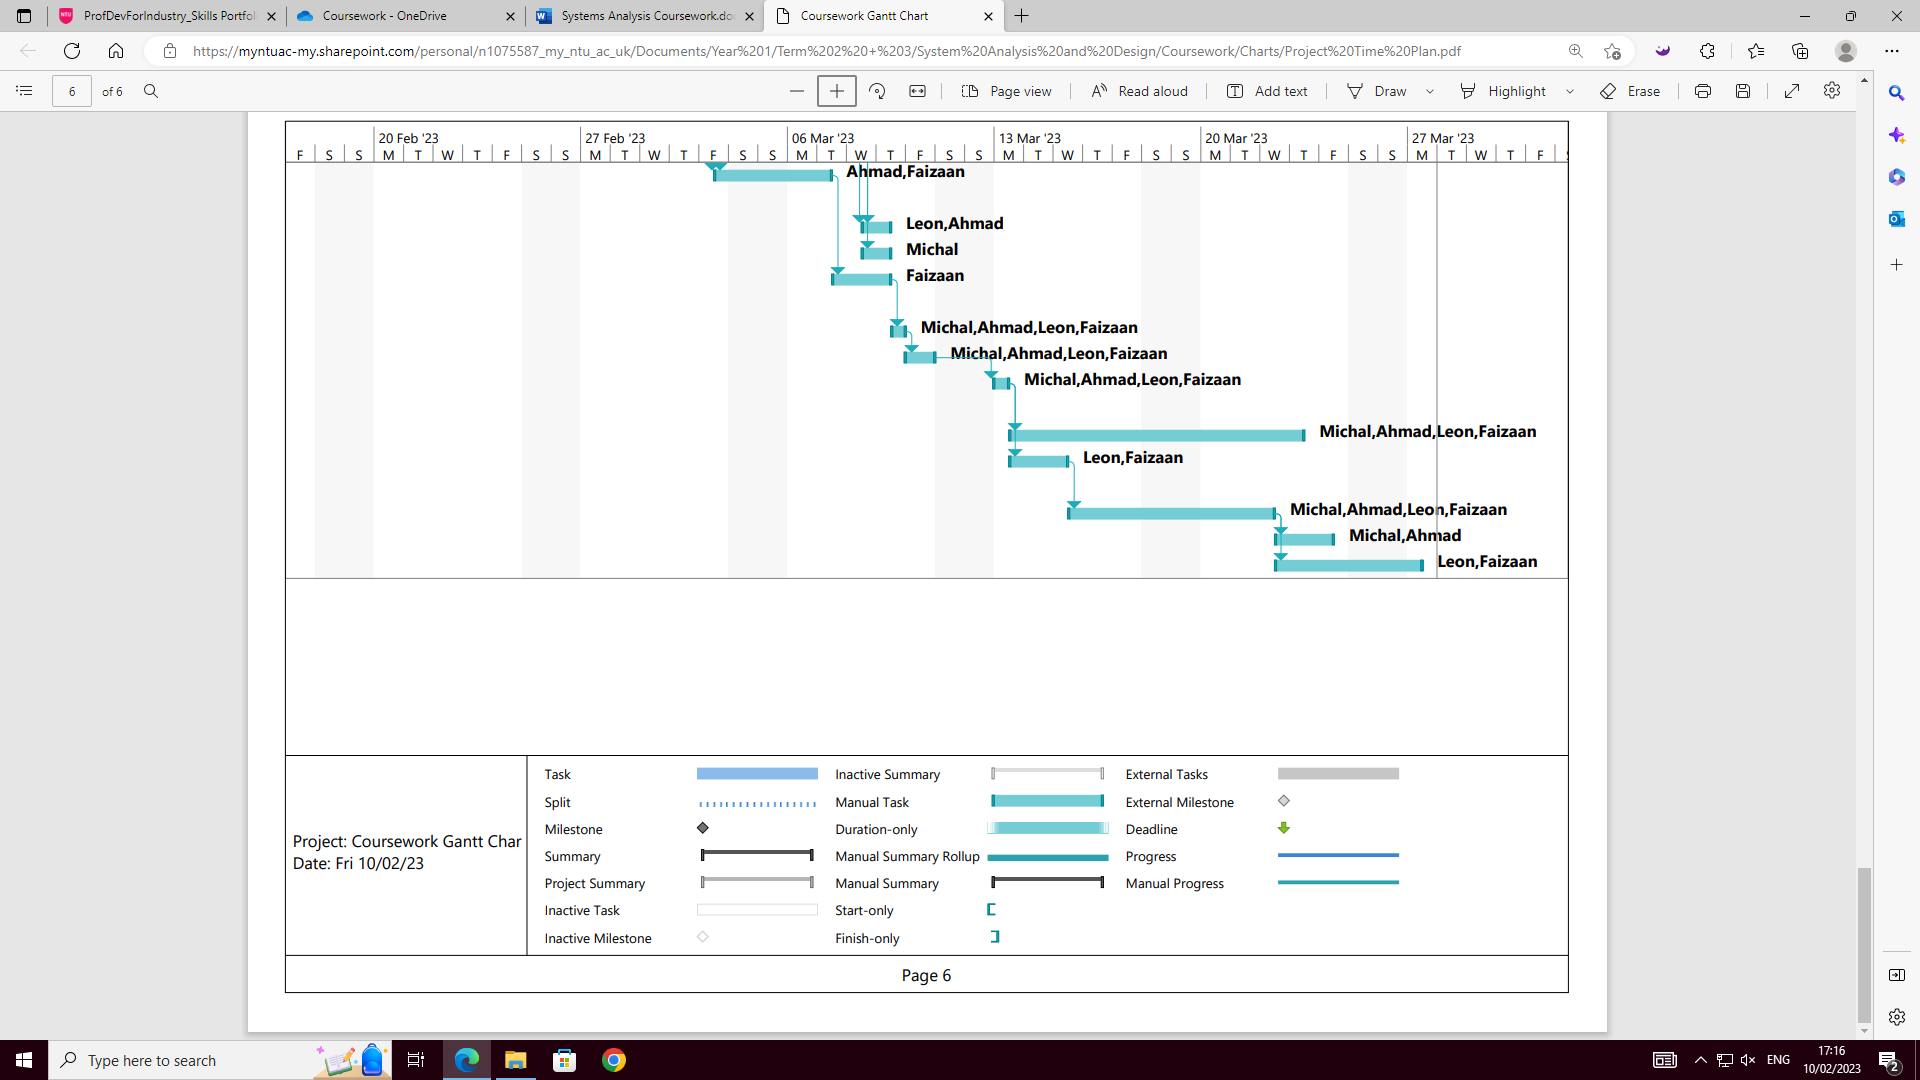 ProfDevForIndustry_Skills Portfoli
Coursework - OneDrive
Systems Analysis Coursework.doc
Coursework Gantt Chart
https://myntuac-my.sharepoint.com/personal/n1075587_my_ntu_ac_uk/Documents/Year%201/Term%202%20+%203/System%20Analysis%20and%20Design/Coursework/Charts/Project%20Time%20Plan.pdf
6 of 6 Page view Read aloud Add text Draw Highlight Erase
20 Feb '23 27 Feb '23 06 Mar '23 13 Mar '23 20 Mar '23 27 Mar '23
F S S M T W T F S S M T W T F S S M T W T F S S M T W T F S S M T W T F S S M T W T F
Ahmad,Faizaan
Leon,Ahmad
Michal
Faizaan
Michal,Ahmad,Leon,Faizaan
Michal,Ahmad,Leon,Faizaan
Michal,Ahmad,Leon,Faizaan
Michal,Ahmad,Leon,Faizaan
Leon,Faizaan
Michal,Ahmad,Leon,Faizaan
Michal,Ahmad
Leon,Faizaan
Project: Coursework Gantt Char
Date: Fri 10/02/23
Task Inactive Summary External Tasks
Split Manual Task External Milestone
Milestone Duration-only Deadline
Summary Manual Summary Rollup Progress
Project Summary Manual Summary Manual Progress
Inactive Task Start-only
Inactive Milestone Finish-only
Page 6
Type here to search
ENG
17:16
10/02/2023
2